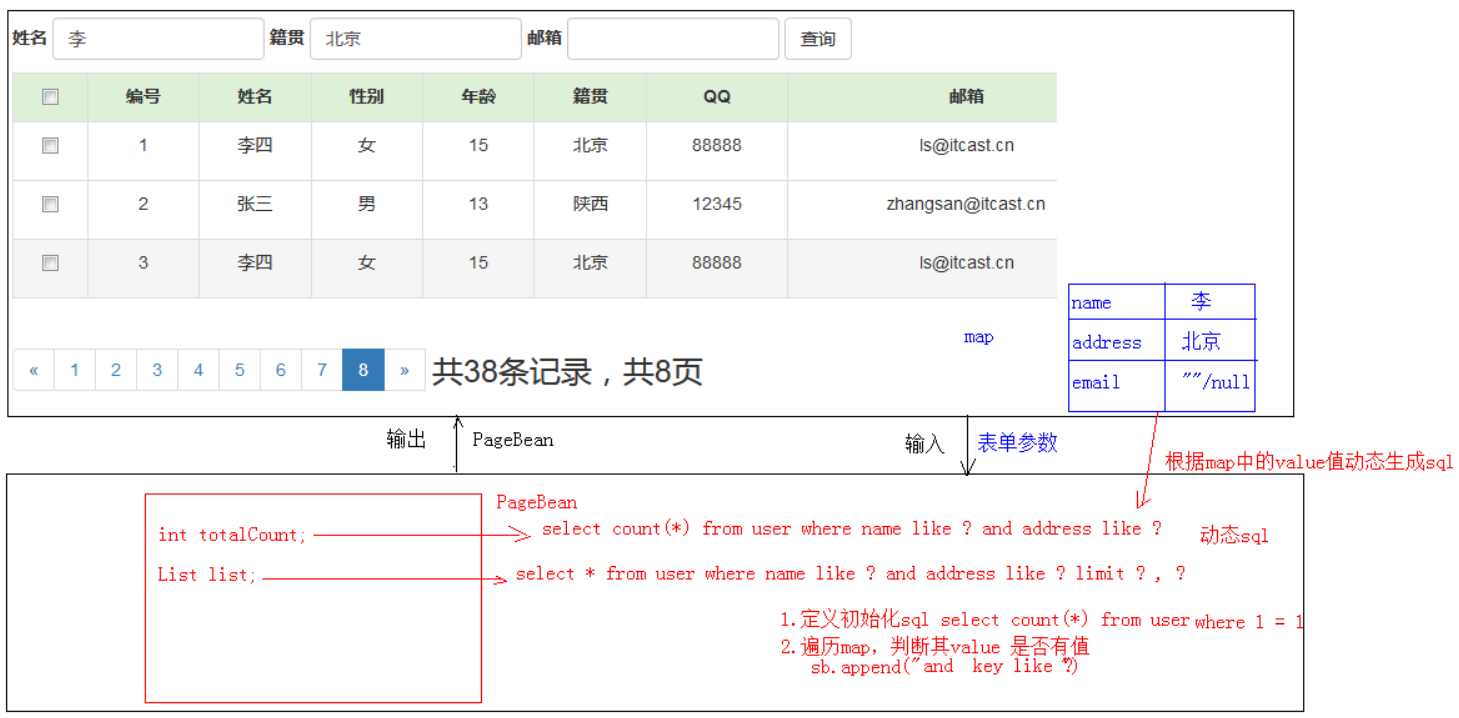 姓名 李 籍贯 北京 邮箱 查询
编号 姓名 性别 年龄 籍贯 QQ 邮箱
1 李四 女 15 北京 88888 ls@itcast.cn
2 张三 男 13 陕西 12345 zhangsan@itcast.cn
3 李四 女 15 北京 88888 ls@itcast.cn
name 李
map
address 北京
email ""/null
« 1 2 3 4 5 6 7 8 » 共38条记录，共8页
输出 PageBean 输入 表单参数
根据map中的value值动态生成sql
PageBean
int totalCount; select count(*) from user where name like ? and address like ? 动态sql
List list; select * from user where name like ? and address like ? limit ? , ?
1.定义初始化sql select count(*) from user where 1 = 1
2.遍历map，判断其value 是否有值
sb.append("and key like ?")